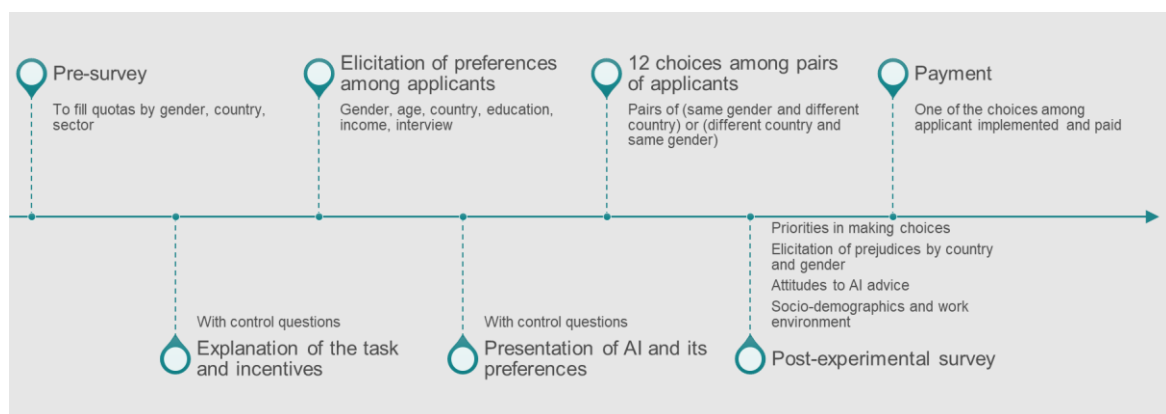 Pre-survey
To fill quotas by gender, country,
sector
Elicitation of preferences
among applicants
Gender, age, country, education,
income, interview
12 choices among pairs
of applicants
Pairs of (same gender and different
country) or (different country and
same gender)
Payment
One of the choices among
applicant implemented and paid
With control questions
Explanation of the task
and incentives
With control questions
Presentation of AI and its
preferences
Priorities in making choices
Elicitation of prejudices by country
and gender
Attitudes to AI advice
Socio-demographics and work
environment
Post-experimental survey